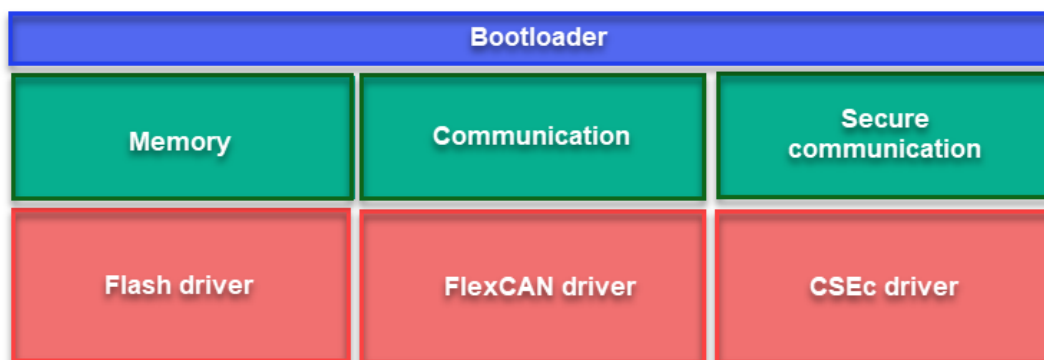 Bootloader
Memory
Communication
Secure
communication
Flash driver
FlexCAN driver
CSEc driver